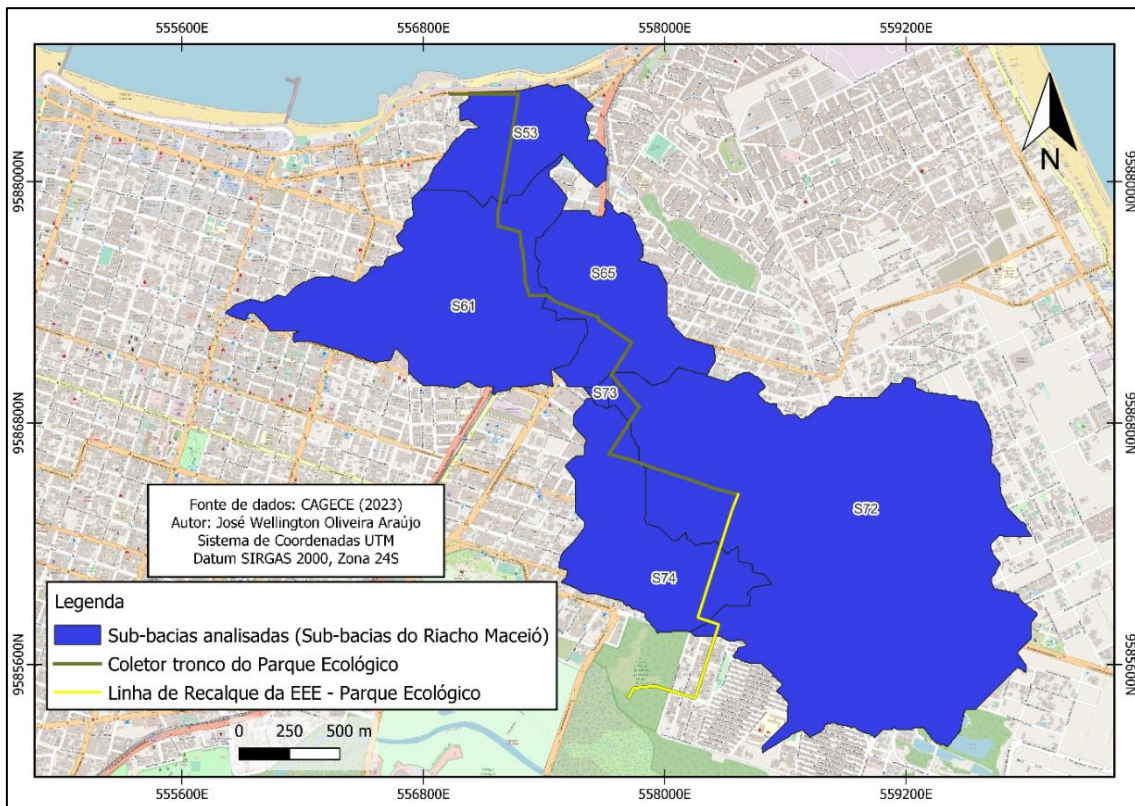 555600E 556800E 558000E 559200E
N
9588000N 9588000N
S53
S65
S61
S73
9586800N 9586800N
S72
Fonte de dados: CAGECE (2023)
Autor: José Wellington Oliveira Araújo
Sistema de Coordenadas UTM
Datum SIRGAS 2000, Zona 24S
S74
Legenda
Sub-bacias analisadas (Sub-bacias do Riacho Maceió)
Coletor tronco do Parque Ecológico
Linha de Recalque da EEE - Parque Ecológico
9585600N 9585600N
0 250 500 m
555600E 556800E 558000E 559200E